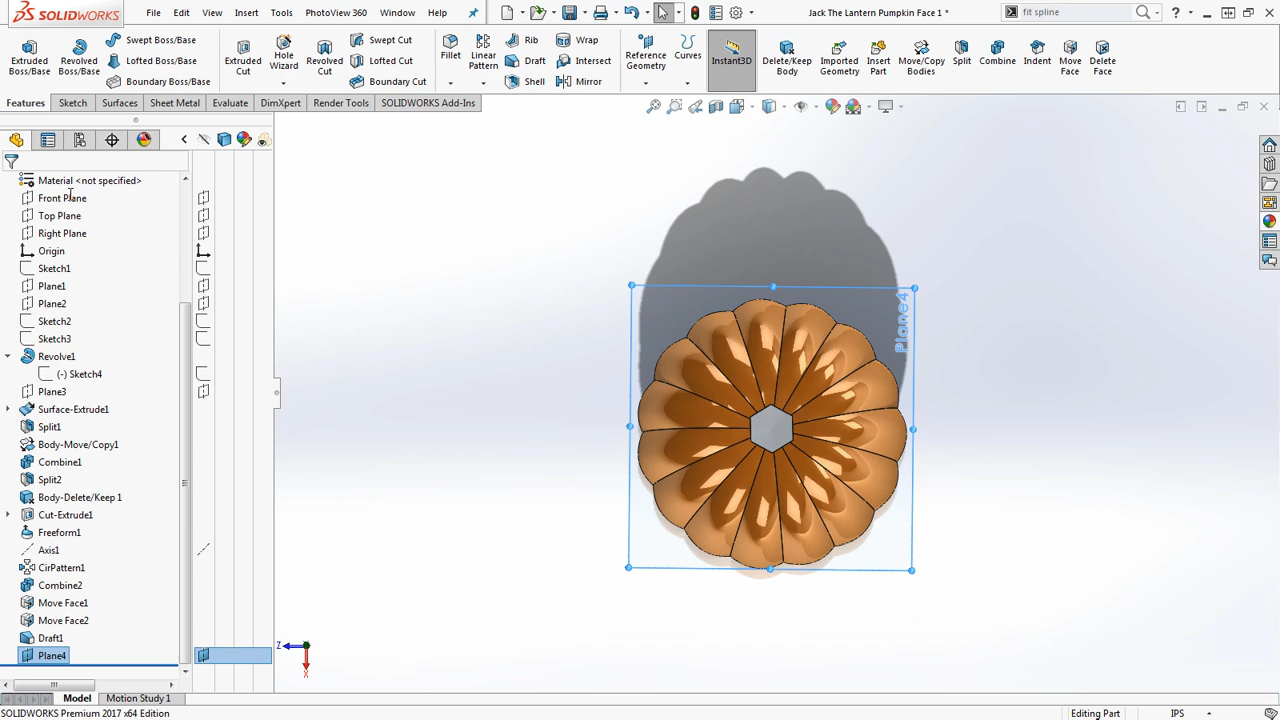 SOLIDWORKS
File Edit View Insert Tools PhotoView 360 Window Help
Jack The Lantern Pumpkin Face 1 *
fit spline
?
Extruded Boss/Base
Revolved Boss/Base
Swept Boss/Base
Lofted Boss/Base
Boundary Boss/Base
Extruded Cut
Hole Wizard
Revolved Cut
Swept Cut
Lofted Cut
Boundary Cut
Fillet
Linear Pattern
Rib
Draft
Shell
Wrap
Intersect
Mirror
Reference Geometry
Curves
Instant3D
Delete/Keep Body
Imported Geometry
Insert Part
Move/Copy Bodies
Split
Combine
Indent
Move Face
Delete Face
Features Sketch Surfaces Sheet Metal Evaluate DimXpert Render Tools SOLIDWORKS Add-Ins
Material <not specified>
Front Plane
Top Plane
Right Plane
Origin
Sketch1
Plane1
Plane2
Sketch2
Sketch3
Revolve1
(-) Sketch4
Plane3
Surface-Extrude1
Split1
Body-Move/Copy1
Combine1
Split2
Body-Delete/Keep 1
Cut-Extrude1
Freeform1
Axis1
CirPattern1
Combine2
Move Face1
Move Face2
Draft1
Plane4
Plane4
Z
X
Model Motion Study 1
SOLIDWORKS Premium 2017 x64 Edition
Editing Part
IPS